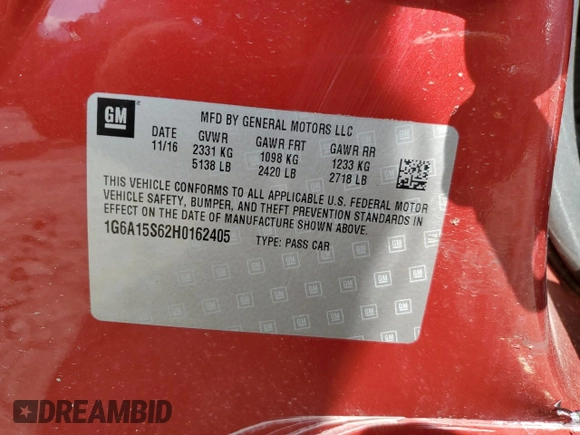 GM
MFD BY GENERAL MOTORS LLC
DATE GVWR GAWR FRT GAWR RR
11/16 2331 KG 1098 KG 1233 KG
5138 LB 2420 LB 2718 LB
THIS VEHICLE CONFORMS TO ALL APPLICABLE U.S. FEDERAL MOTOR
VEHICLE SAFETY, BUMPER, AND THEFT PREVENTION STANDARDS IN
EFFECT ON THE DATE OF MANUFACTURE SHOWN ABOVE.
1G6A15S62H0162405 TYPE: PASS CAR
DREAMBID